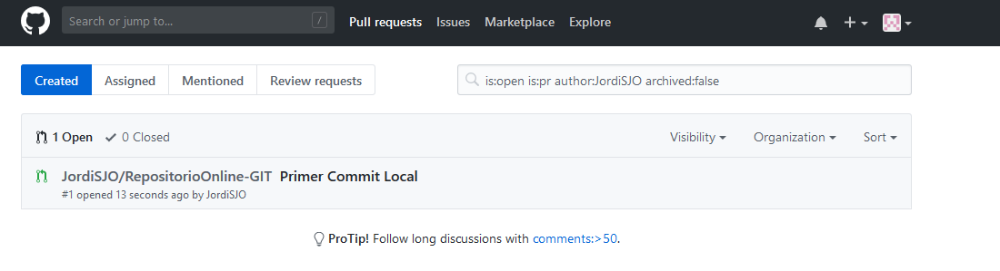 Search or jump to... / Pull requests Issues Marketplace Explore
Created Assigned Mentioned Review requests is:open is:pr author:JordiSJO archived:false
1 Open 0 Closed Visibility Organization Sort
JordiSJO/RepositorioOnline-GIT Primer Commit Local
#1 opened 13 seconds ago by JordiSJO
ProTip! Follow long discussions with comments:>50.